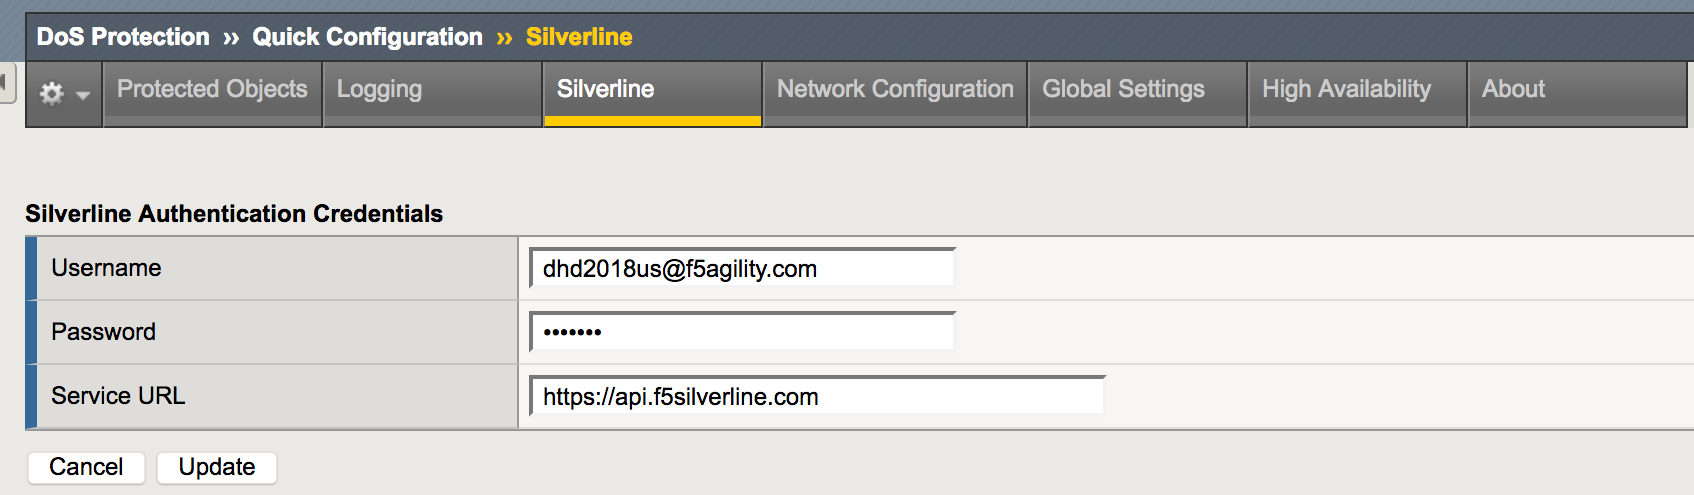 DoS Protection ›› Quick Configuration ›› Silverline
Protected Objects Logging Silverline Network Configuration Global Settings High Availability About
Silverline Authentication Credentials
Username dhd2018us@f5agility.com
Password •••••••
Service URL https://api.f5silverline.com
Cancel Update